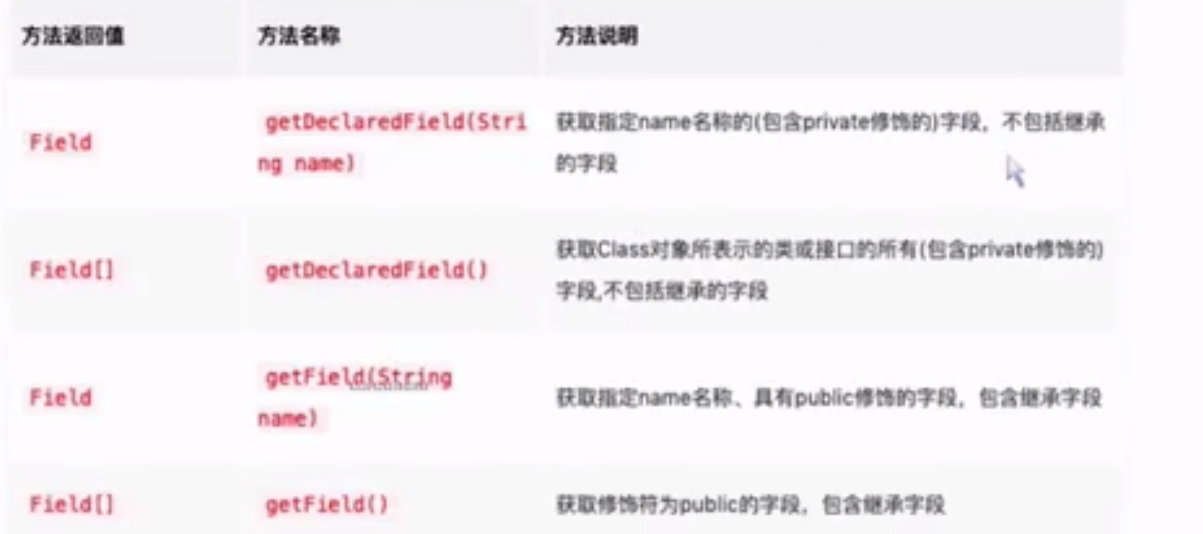 方法返回值 方法名称 方法说明
Field getDeclaredField(Stri 获取指定name名称的(包含private修饰的)字段，不包括继承
ng name) 的字段
Field[] getDeclaredField() 获取Class对象所表示的类或接口的所有(包含private修饰的)
字段,不包括继承的字段
Field getField(String
name) 获取指定name名称、具有public修饰的字段，包含继承字段
Field[] getField() 获取修饰符为public的字段，包含继承字段